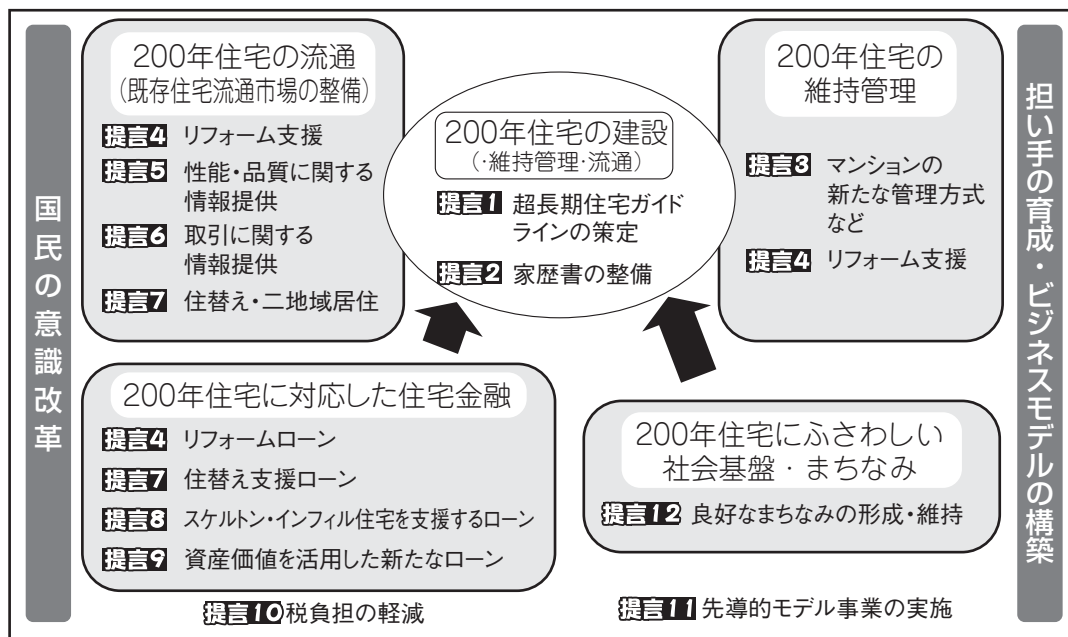 国民の意識改革
200年住宅の流通
(既存住宅流通市場の整備)
提言4 リフォーム支援
提言5 性能・品質に関する
情報提供
提言6 取引に関する
情報提供
提言7 住替え・二地域居住
200年住宅の建設
(・維持管理・流通)
提言1 超長期住宅ガイド
ラインの策定
提言2 家歴書の整備
200年住宅の
維持管理
提言3 マンションの
新たな管理方式
など
提言4 リフォーム支援
200年住宅に対応した住宅金融
提言4 リフォームローン
提言7 住替え支援ローン
提言8 スケルトン・インフィル住宅を支援するローン
提言9 資産価値を活用した新たなローン
200年住宅にふさわしい
社会基盤・まちなみ
提言12 良好なまちなみの形成・維持
提言10 税負担の軽減
提言11 先導的モデル事業の実施
担い手の育成・ビジネスモデルの構築